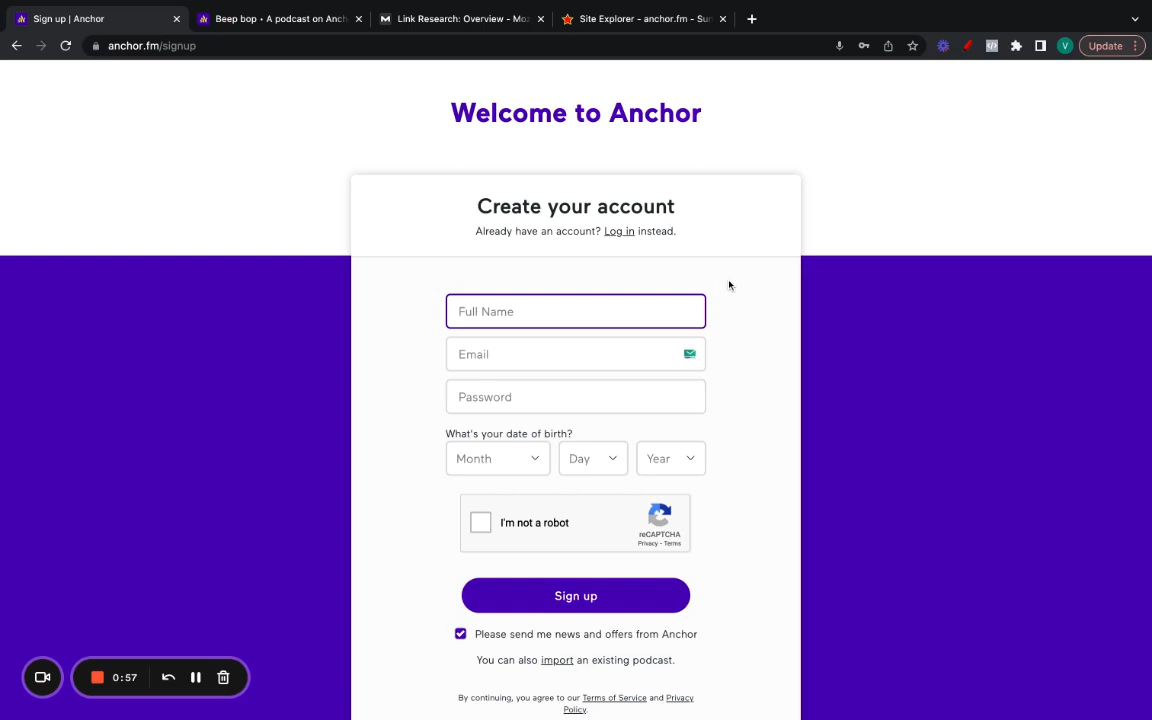 Sign up | Anchor
Beep bop • A podcast on Anch
Link Research: Overview - Moz
Site Explorer - anchor.fm - Sur
anchor.fm/signup
V
Update
Welcome to Anchor
Create your account
Already have an account? Log in instead.
Full Name
Email
Password
What's your date of birth?
Month Day Year
I'm not a robot
reCAPTCHA
Privacy - Terms
Sign up
Please send me news and offers from Anchor
You can also import an existing podcast.
0:57
By continuing, you agree to our Terms of Service and Privacy
Policy.